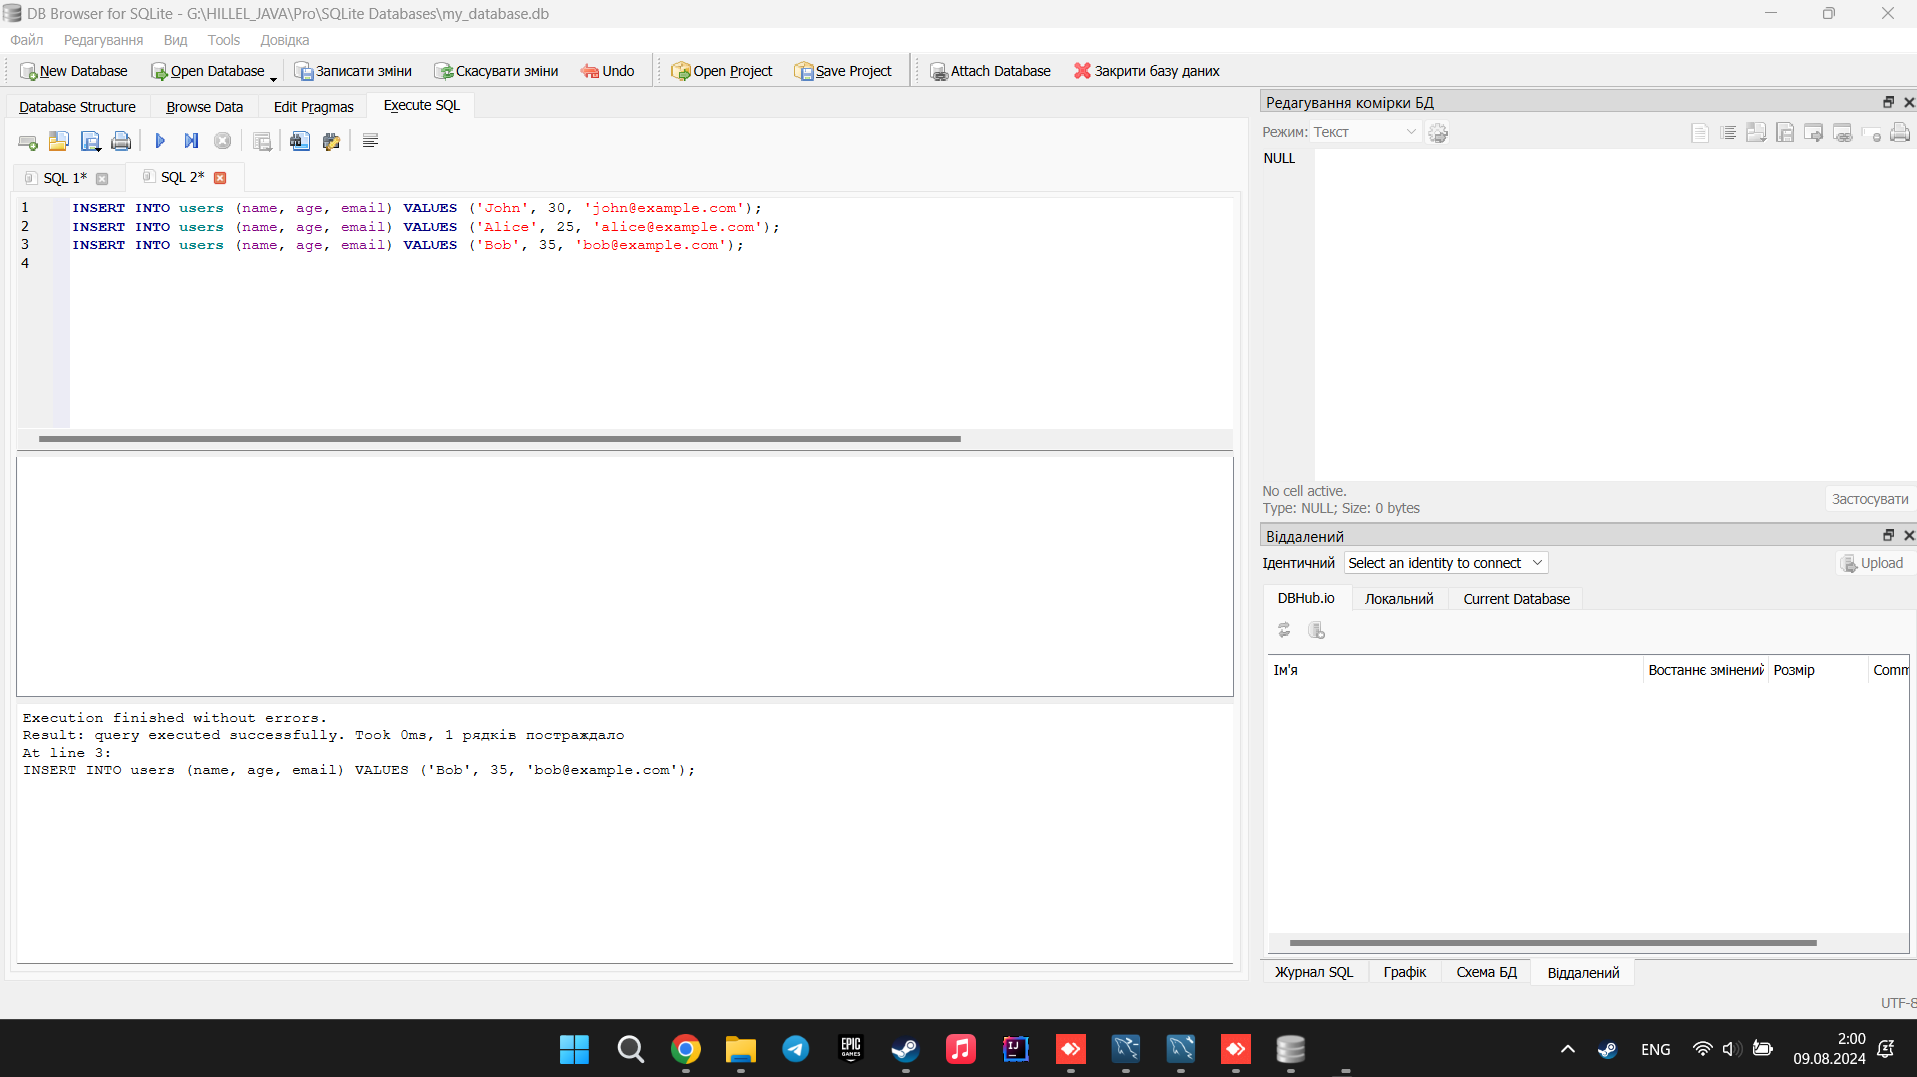 DB Browser for SQLite - G:\HILLEL_JAVA\Pro\SQLite Databases\my_database.db
Файл Редагування Вид Tools Довідка
New Database Open Database Записати зміни Скасувати зміни Undo Open Project Save Project Attach Database Закрити базу даних
Database Structure Browse Data Edit Pragmas Execute SQL
SQL 1* SQL 2*
1 INSERT INTO users (name, age, email) VALUES ('John', 30, 'john@example.com');
2 INSERT INTO users (name, age, email) VALUES ('Alice', 25, 'alice@example.com');
3 INSERT INTO users (name, age, email) VALUES ('Bob', 35, 'bob@example.com');
4
Execution finished without errors.
Result: query executed successfully. Took 0ms, 1 рядків постраждало
At line 3:
INSERT INTO users (name, age, email) VALUES ('Bob', 35, 'bob@example.com');
Редагування комірки БД
Режим: Текст
NULL
No cell active.
Type: NULL; Size: 0 bytes
Застосувати
Віддалений
Ідентичний Select an identity to connect Upload
DBHub.io Локальний Current Database
Ім'я Востаннє змінений Розмір Comm
Журнал SQL Графік Схема БД Віддалений
UTF-8
EPIC GAMES
IJ
ENG
2:00
09.08.2024